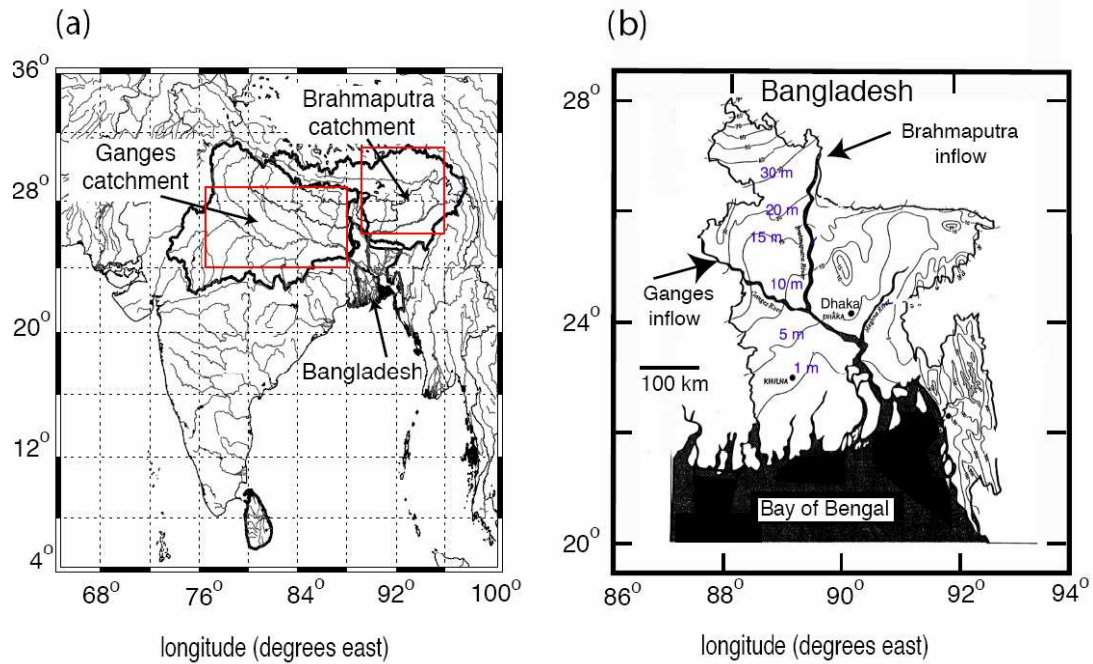 (a)
36°
28°
20°
12°
4°
Brahmaputra
catchment
Ganges
catchment
Bangladesh
68° 76° 84° 92° 100°
longitude (degrees east)
(b)
Bangladesh
28°
24°
20°
Brahmaputra
inflow
30 m
20 m
15 m
10 m
Ganges
inflow
Dhaka
DHĀKA
5 m
1 m
KHULNA
100 km
Bay of Bengal
86° 88° 90° 92° 94°
longitude (degrees east)